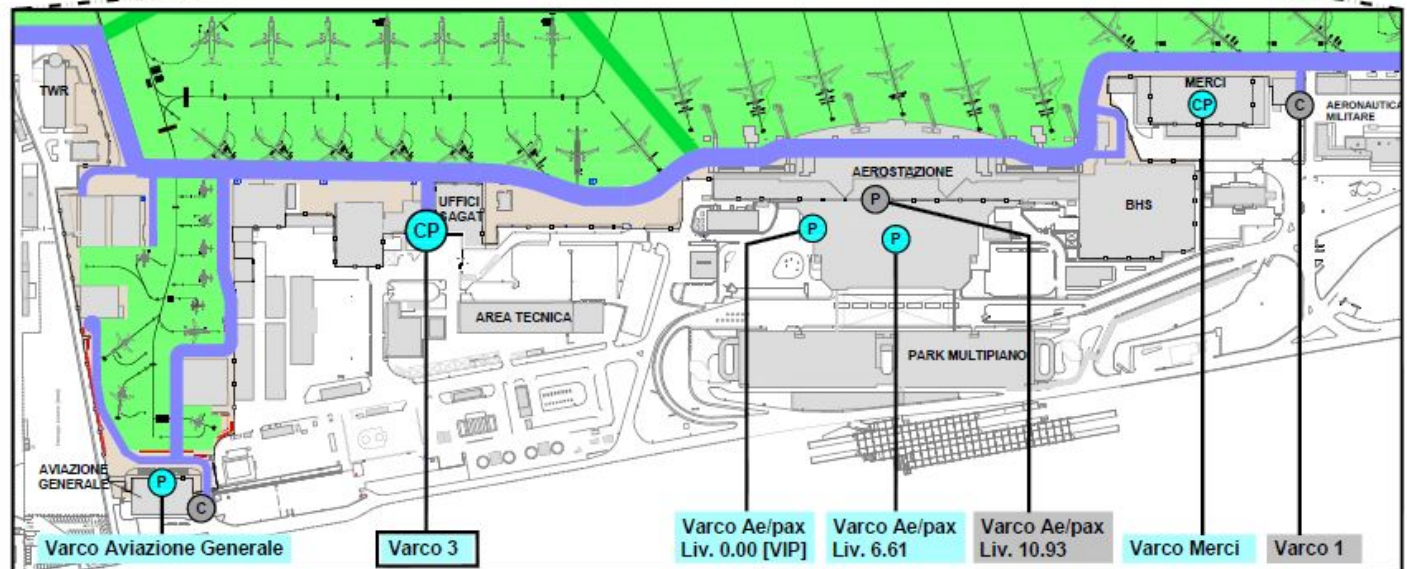 TWR
MERCI
CP
C
AERONAUTICA
MILITARE
AEROSTAZIONE
UFFICI
SAGAT
CP
P
P
P
BHS
AREA TECNICA
PARK MULTIPIANO
AVIAZIONE
GENERALE
P
C
Varco Aviazione Generale
Varco 3
Varco Ae/pax
Liv. 0.00 [VIP]
Varco Ae/pax
Liv. 6.61
Varco Ae/pax
Liv. 10.93
Varco Merci
Varco 1